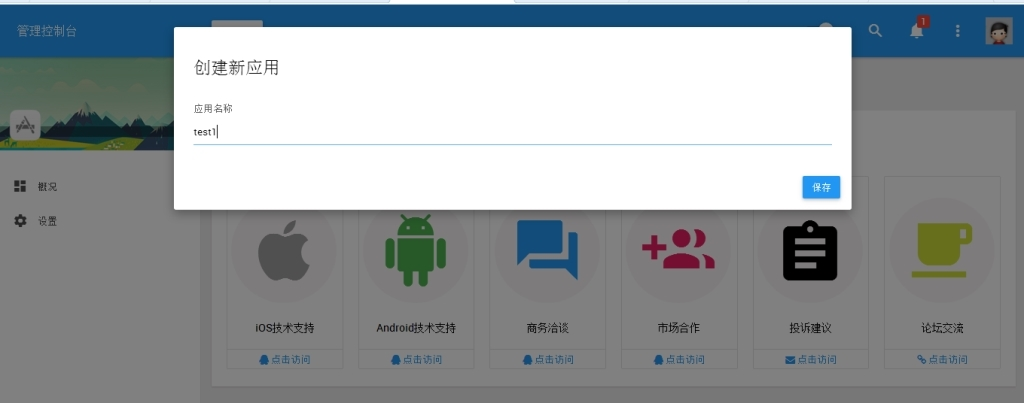 管理控制台
1
创建新应用
应用名称
test1
保存
概况
设置
iOS技术支持
Android技术支持
商务洽谈
市场合作
投诉建议
论坛交流
点击访问
点击访问
点击访问
点击访问
点击访问
点击访问